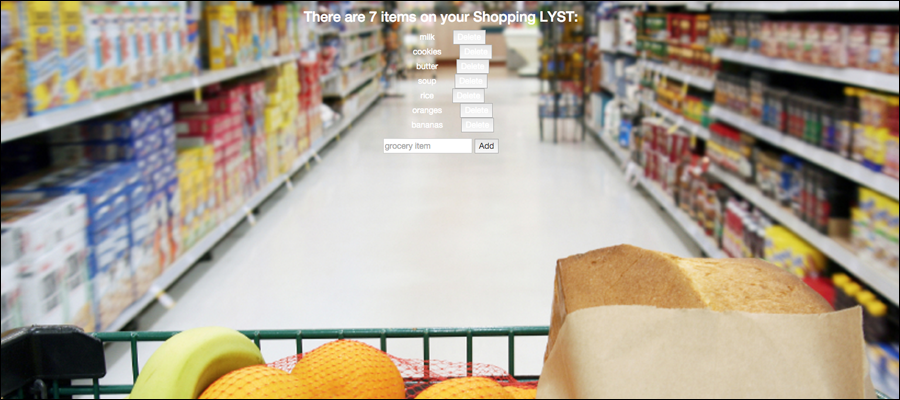 There are 7 items on your Shopping LYST:
milk Delete
cookies Delete
butter Delete
soup Delete
rice Delete
oranges Delete
bananas Delete
grocery item Add